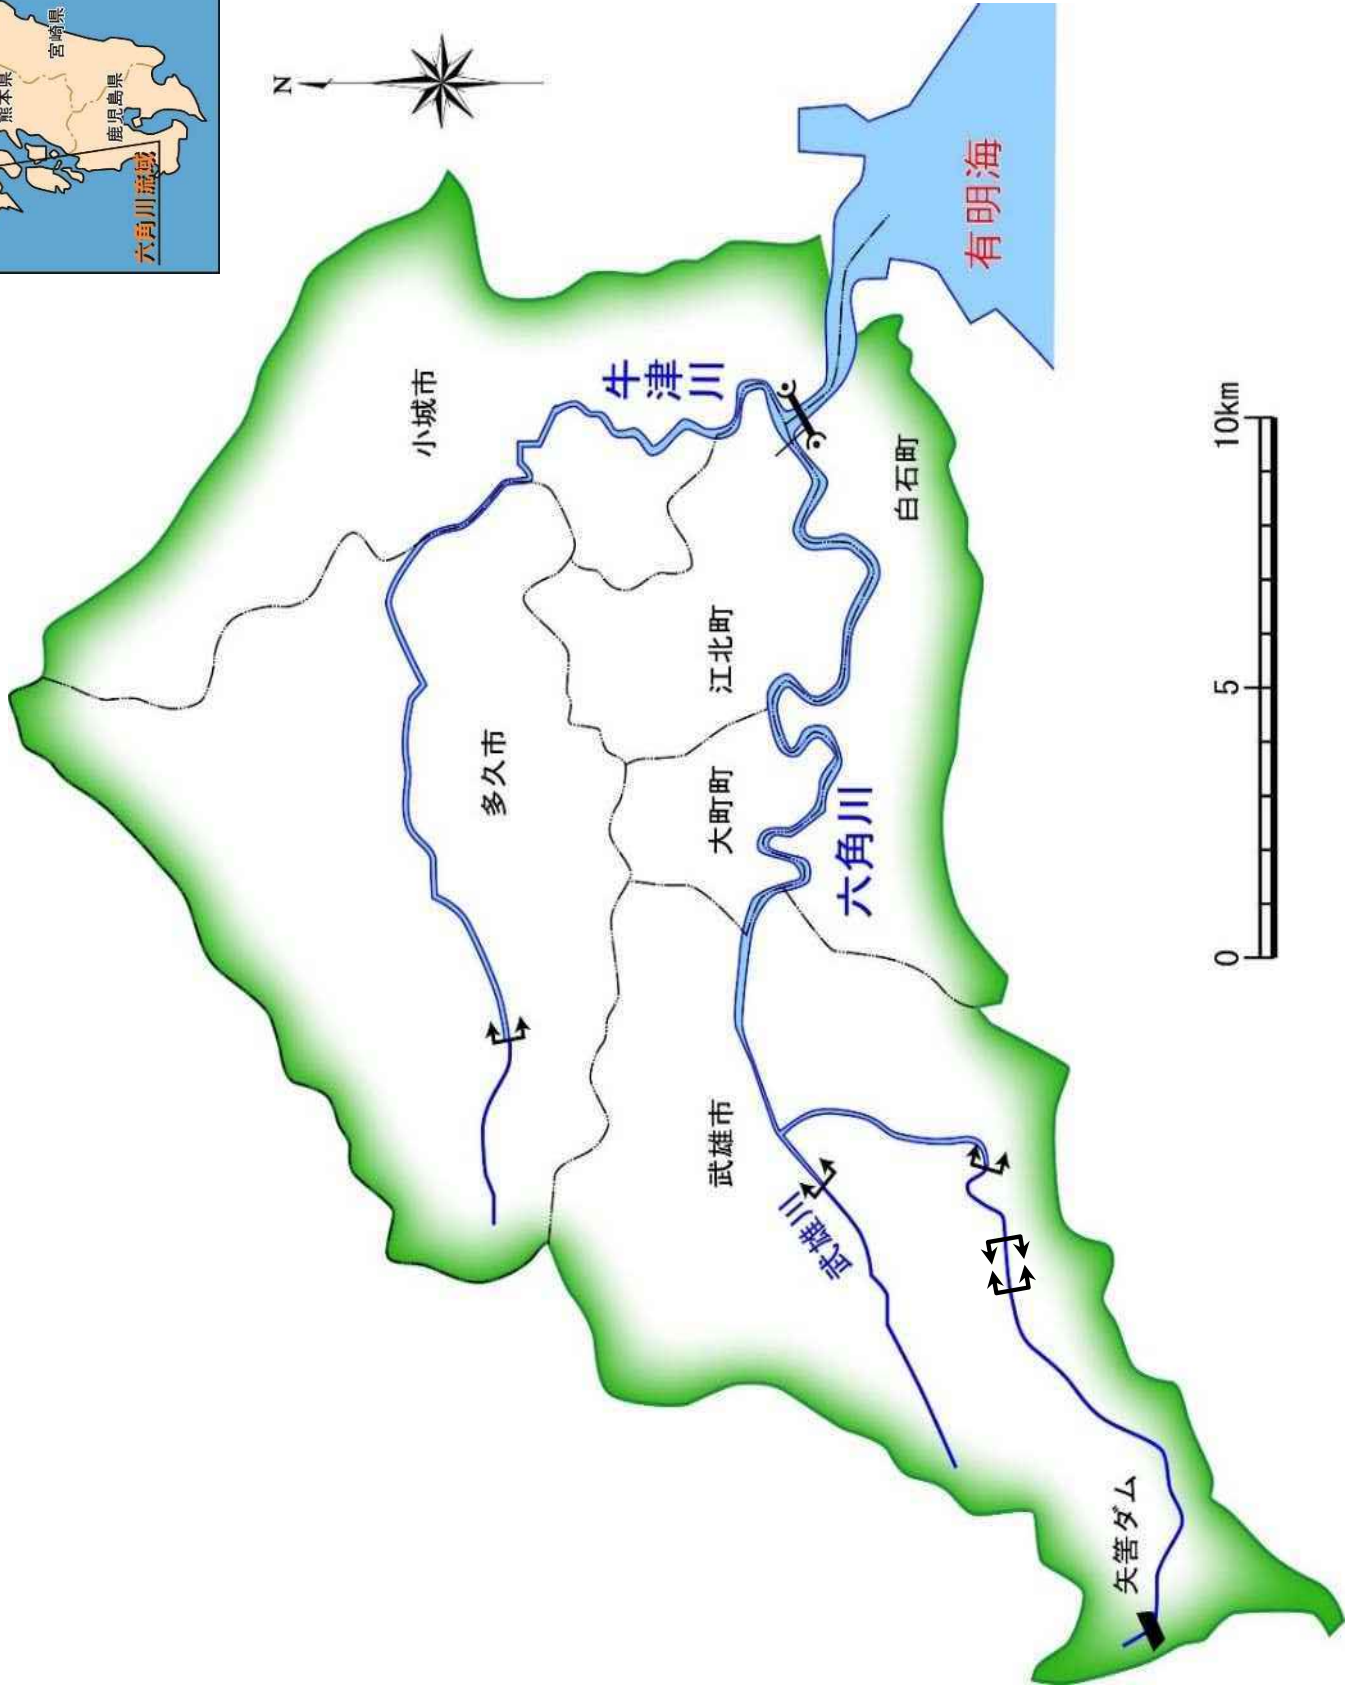 熊本県
宮崎県
鹿児島県
六角川流域
N
小城市
多久市
牛津川
武雄市
大町町
江北町
武雄川
六角川
白石町
有明海
矢筈ダム
0 5 10km